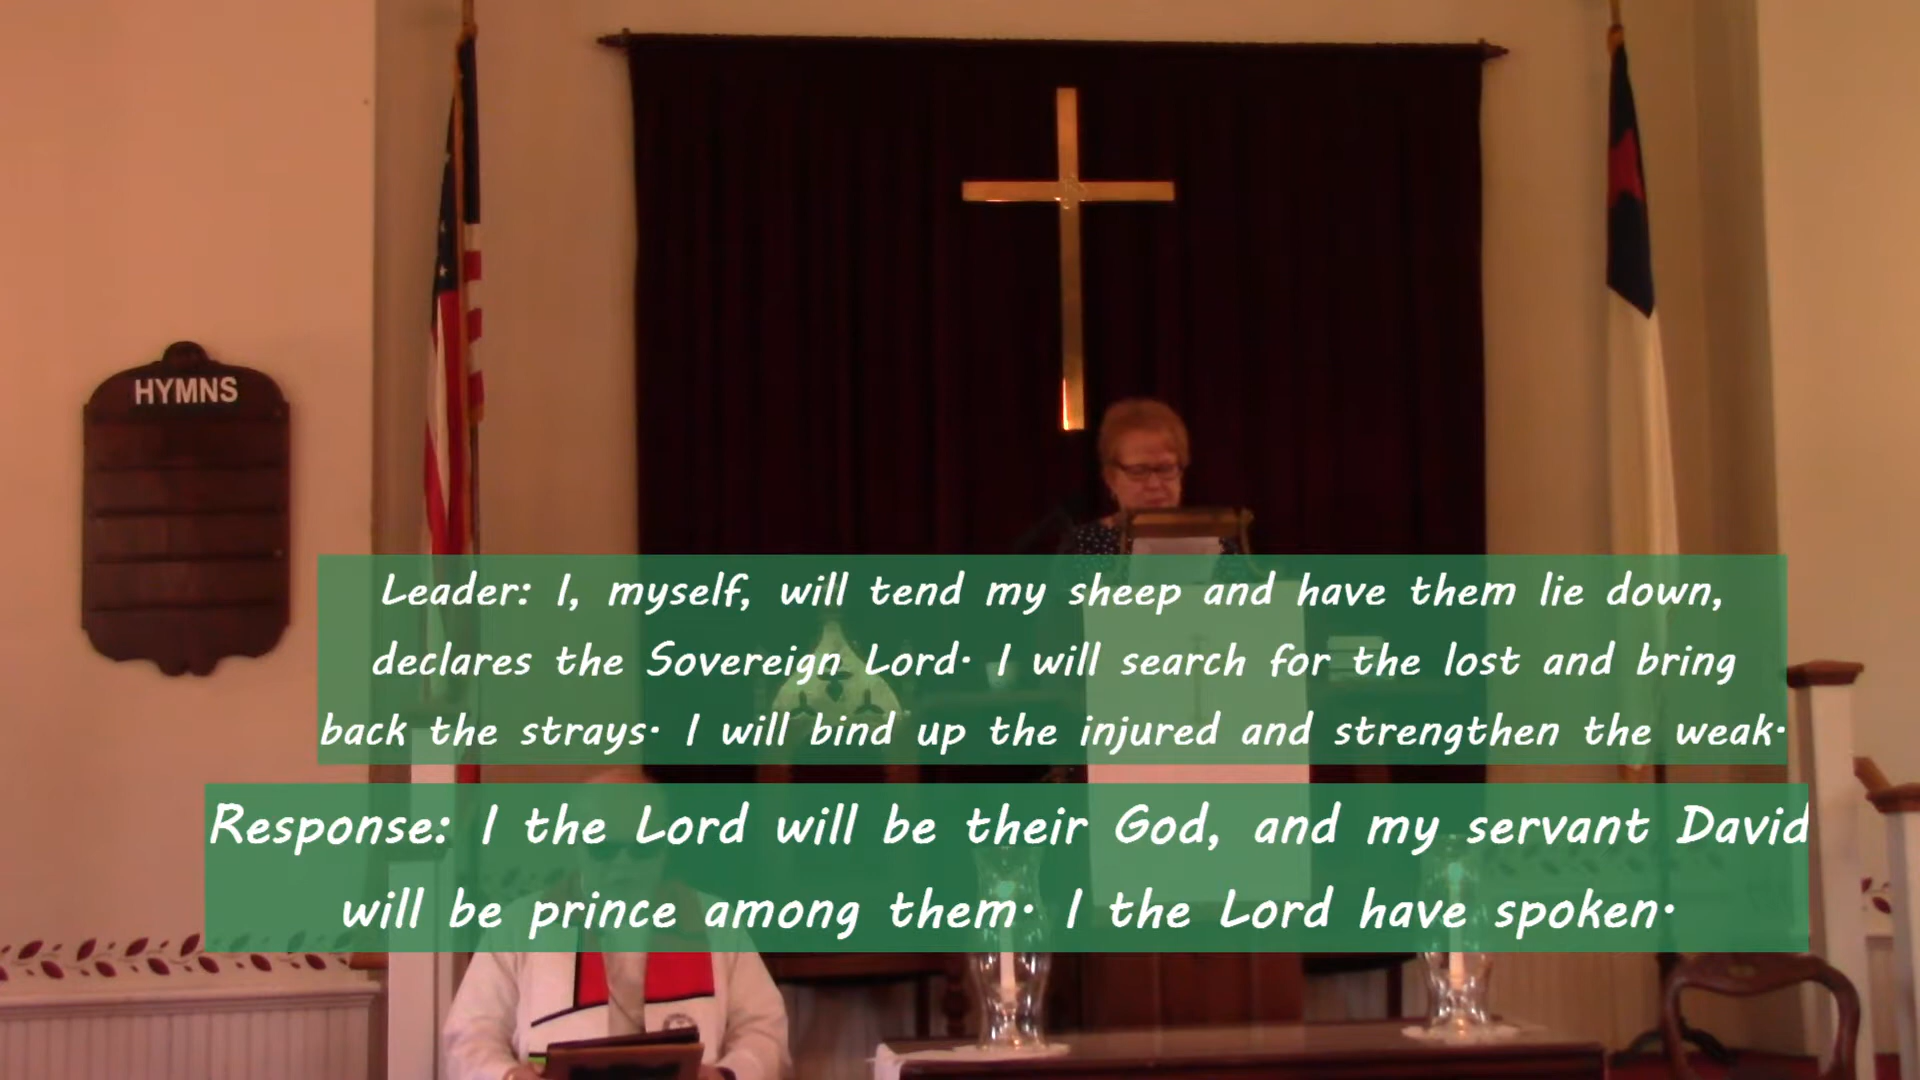 HYMNS
Leader: I, myself, will tend my sheep and have them lie down,
declares the Sovereign Lord. I will search for the lost and bring
back the strays. I will bind up the injured and strengthen the weak.
Response: I the Lord will be their God, and my servant David
will be prince among them. I the Lord have spoken.